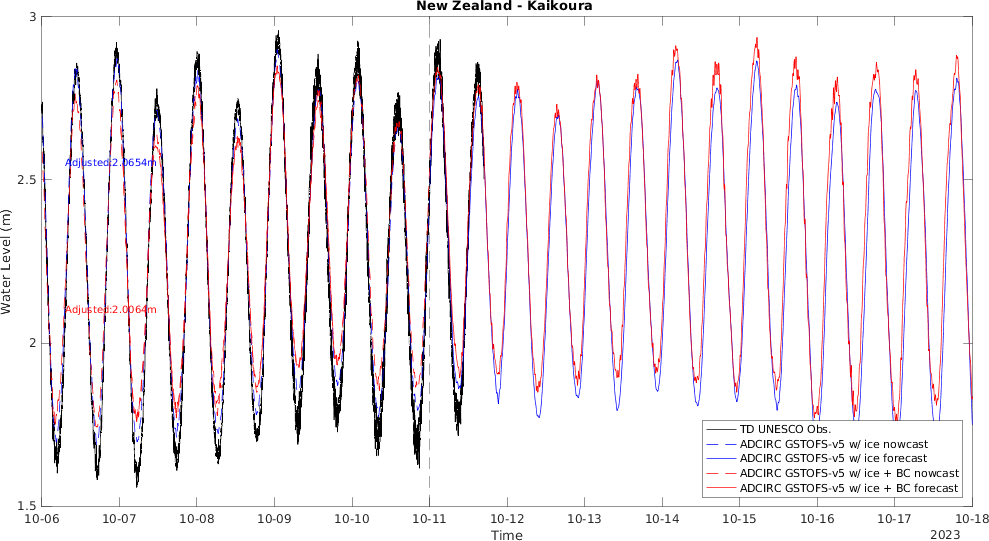 New Zealand - Kaikoura
3
2.5
2
1.5
Water Level (m)
Adjusted:2.0654m
Adjusted:2.0064m
TD UNESCO Obs.
ADCIRC GSTOFS-v5 w/ ice nowcast
ADCIRC GSTOFS-v5 w/ ice forecast
ADCIRC GSTOFS-v5 w/ ice + BC nowcast
ADCIRC GSTOFS-v5 w/ ice + BC forecast
10-06 10-07 10-08 10-09 10-10 10-11 10-12 10-13 10-14 10-15 10-16 10-17 10-18
Time
2023